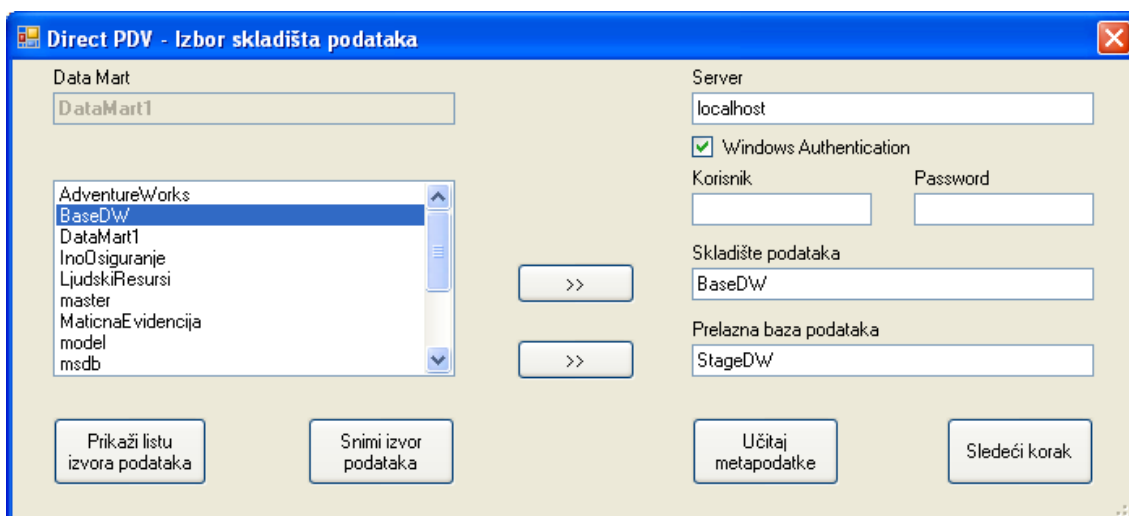 Direct PDV - Izbor skladišta podataka
Data Mart
DataMart1
Server
localhost
Windows Authentication
Korisnik
Password
AdventureWorks
BaseDW
DataMart1
InoOsiguranje
LjudskiResursi
master
MaticnaEvidencija
model
msdb
>>
>>
Skladište podataka
BaseDW
Prelazna baza podataka
StageDW
Prikaži listu
izvora podataka
Snimi izvor
podataka
Učitaj
metapodatke
Sledeći korak